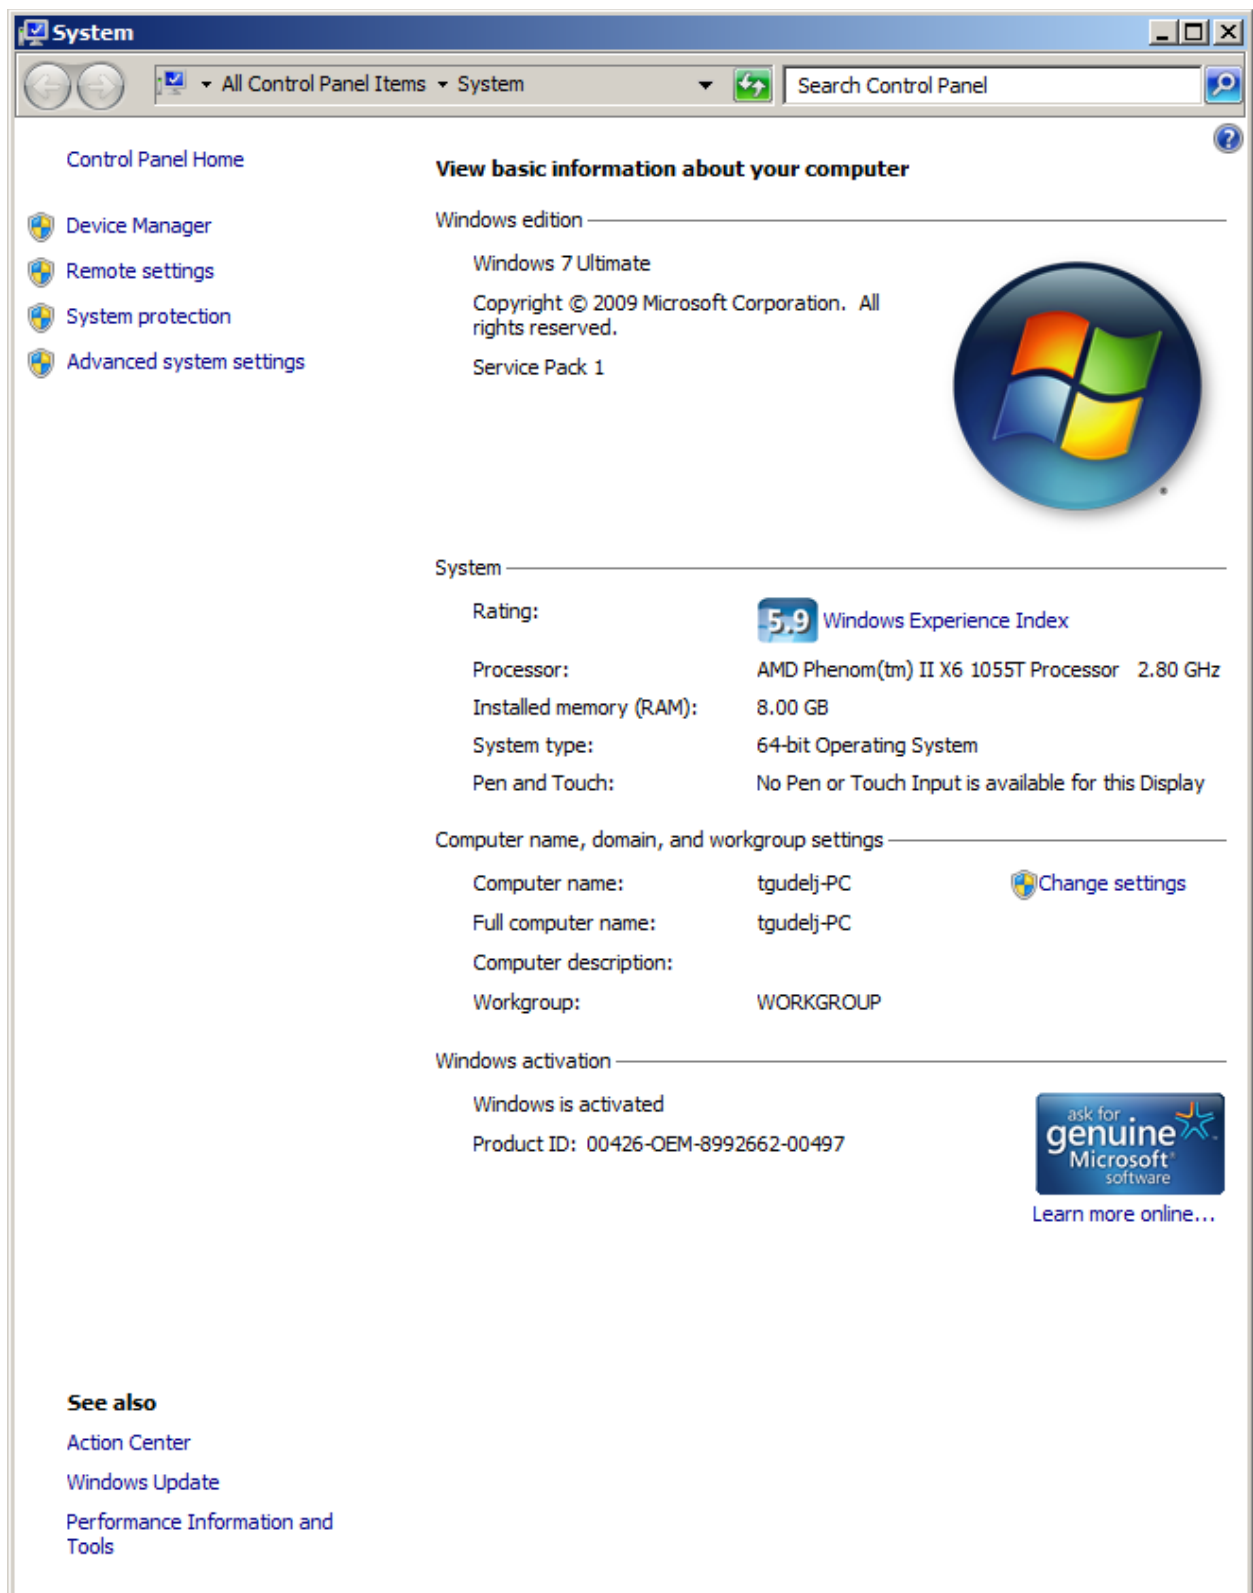 System
All Control Panel Items System
Search Control Panel
Control Panel Home
Device Manager
Remote settings
System protection
Advanced system settings
View basic information about your computer
Windows edition
Windows 7 Ultimate
Copyright © 2009 Microsoft Corporation. All
rights reserved.
Service Pack 1
System
Rating: 5,9 Windows Experience Index
Processor: AMD Phenom(tm) II X6 1055T Processor 2.80 GHz
Installed memory (RAM): 8.00 GB
System type: 64-bit Operating System
Pen and Touch: No Pen or Touch Input is available for this Display
Computer name, domain, and workgroup settings
Computer name: tgudelj-PC Change settings
Full computer name: tgudelj-PC
Computer description:
Workgroup: WORKGROUP
Windows activation
Windows is activated
Product ID: 00426-OEM-8992662-00497
ask for
genuine
Microsoft
software
Learn more online...
See also
Action Center
Windows Update
Performance Information and
Tools